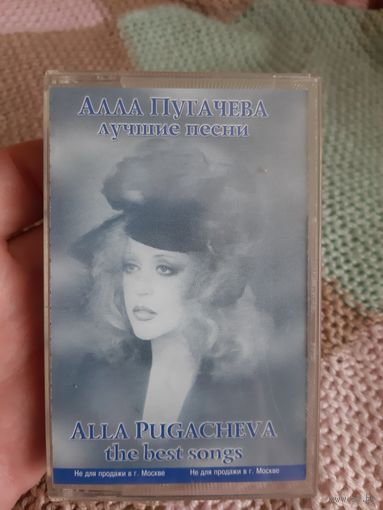 Алла Пугачева
лучшие песни
Alla Pugacheva
the best songs
Не для продажи в г. Москве Не для продажи в г. Москве